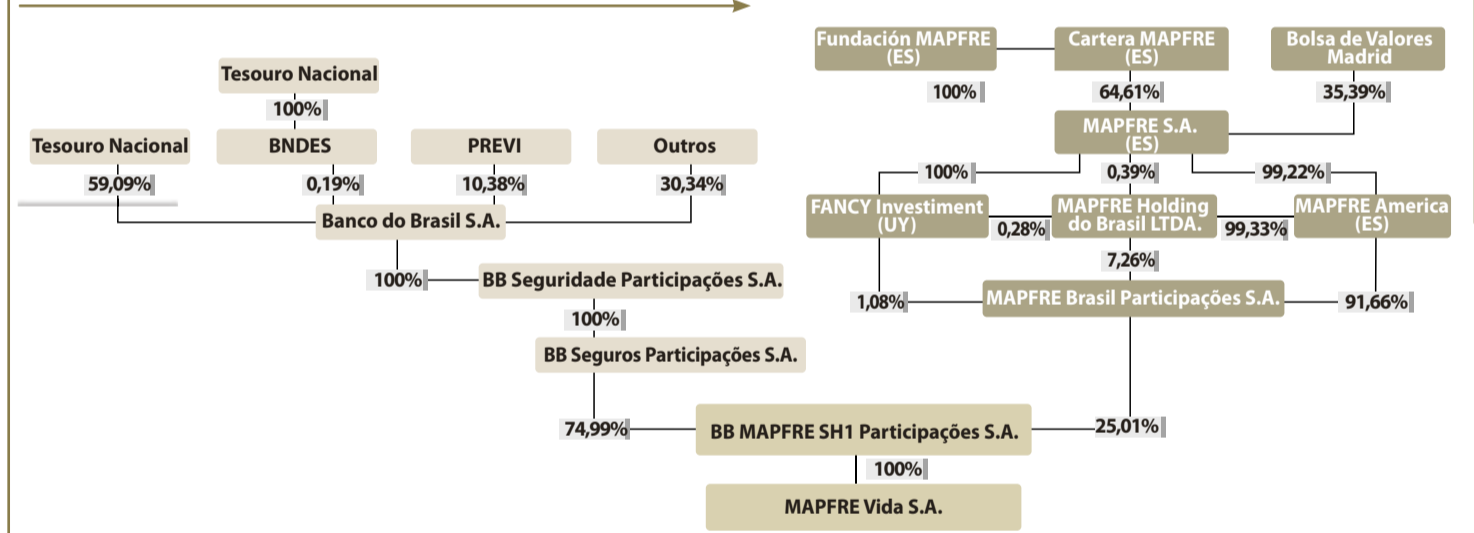 Tesouro Nacional
100%
Tesouro Nacional
BNDES
PREVI
Outros
59,09%
0,19%
10,38%
30,34%
Banco do Brasil S.A.
100%
BB Seguridade Participações S.A.
100%
BB Seguros Participações S.A.
74,99%
Fundación MAPFRE
(ES)
Cartera MAPFRE
(ES)
Bolsa de Valores
Madrid
100%
64,61%
35,39%
MAPFRE S.A.
(ES)
100%
0,39%
99,22%
FANCY Investiment
(UY)
0,28%
MAPFRE Holding
do Brasil LTDA.
99,33%
MAPFRE America
(ES)
7,26%
1,08%
MAPFRE Brasil Participações S.A.
91,66%
25,01%
BB MAPFRE SH1 Participações S.A.
100%
MAPFRE Vida S.A.